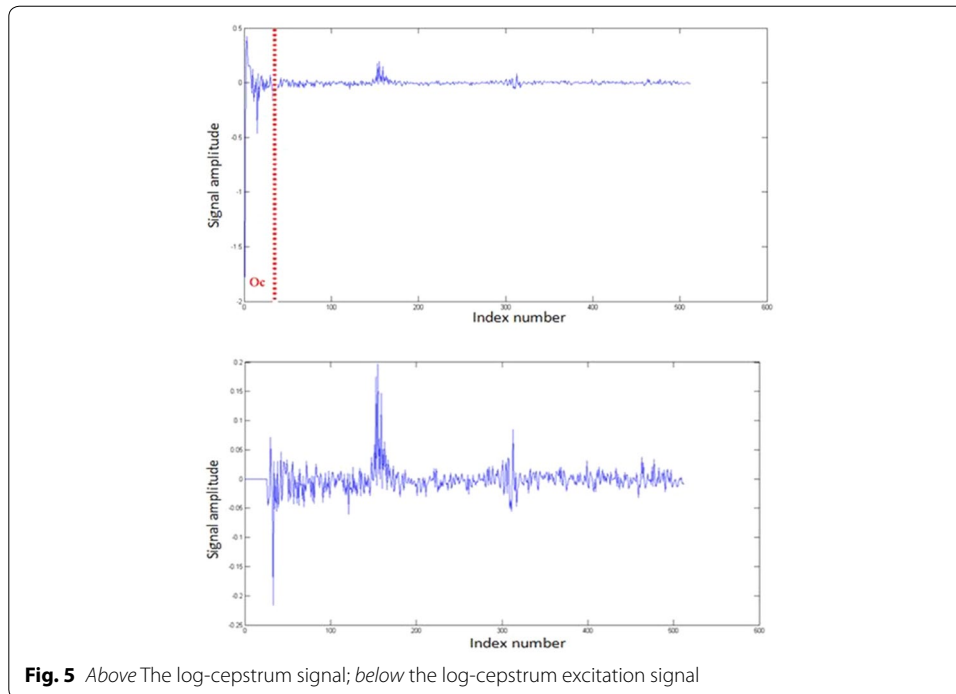 0.5
0
-0.5
-1
-1.5
-2
Signal amplitude
Oc
0 100 200 300 400 500 600
Index number
0.2
0.15
0.1
0.05
0
-0.05
-0.1
-0.15
-0.2
-0.25
Signal amplitude
0 100 200 300 400 500 600
Index number
Fig. 5 Above The log-cepstrum signal; below the log-cepstrum excitation signal